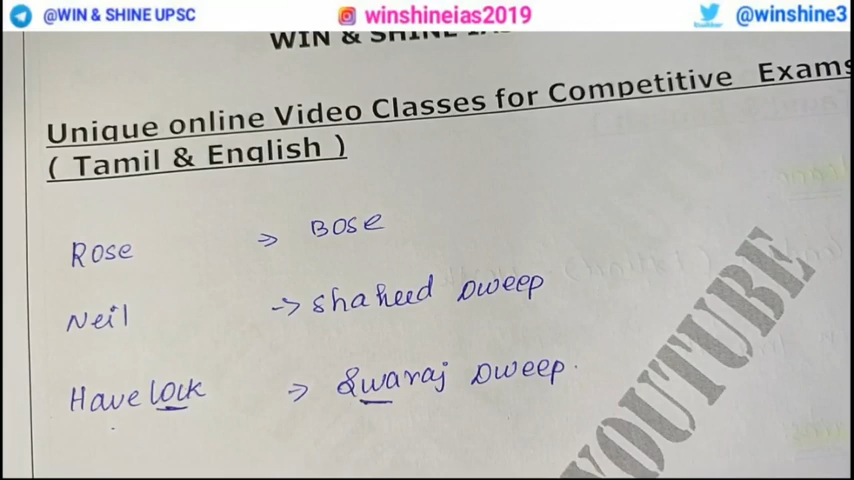 @WIN & SHINE UPSC winshineias2019 @winshine3
WIN & SHINE
Unique online Video Classes for Competitive Exams
( Tamil & English )
Rose → Bose
Neil → Shaheed Dweep
Havelock → Swaraj Dweep.
YOUTUBE